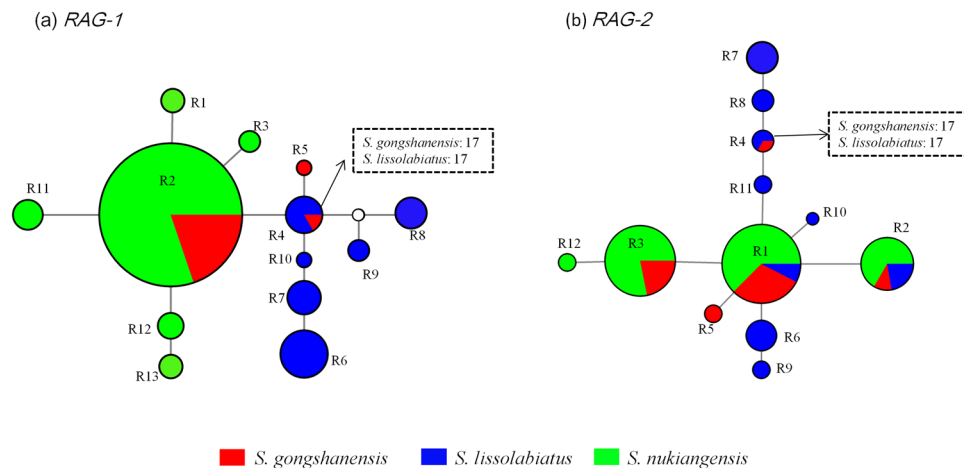 (a) RAG-1
(b) RAG-2
R1
R3
R2
R11
R5
S. gongshanensis: 17
S. lissolabiatus: 17
R4
R8
R9
R10
R7
R6
R12
R13
R7
R8
R4
S. gongshanensis: 17
S. lissolabiatus: 17
R11
R10
R2
R12
R3
R1
R5
R6
R9
S. gongshanensis
S. lissolabiatus
S. nukiangensis